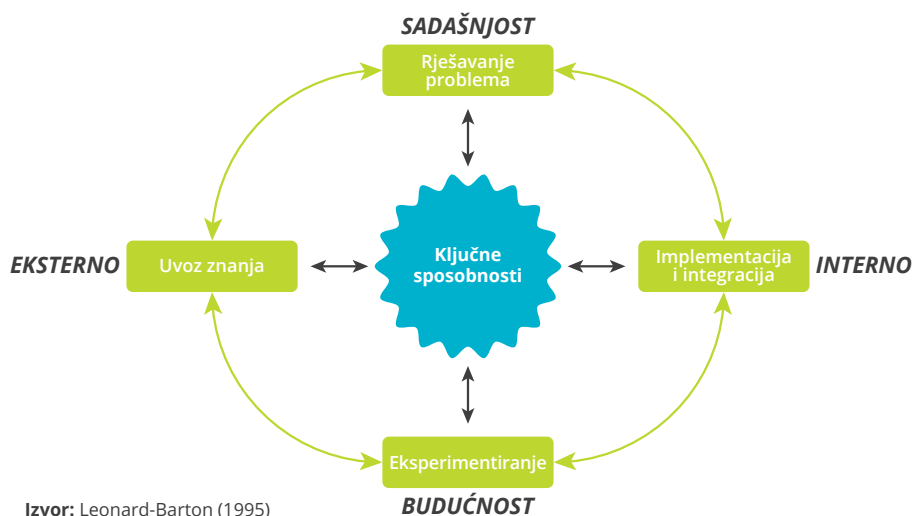 SADAŠNJOST
Rješavanje
problema
EKSTERNO
Uvoz znanja
Ključne
sposobnosti
Implementacija
i integracija
INTERNO
Eksperimentiranje
BUDUĆNOST
Izvor: Leonard-Barton (1995)